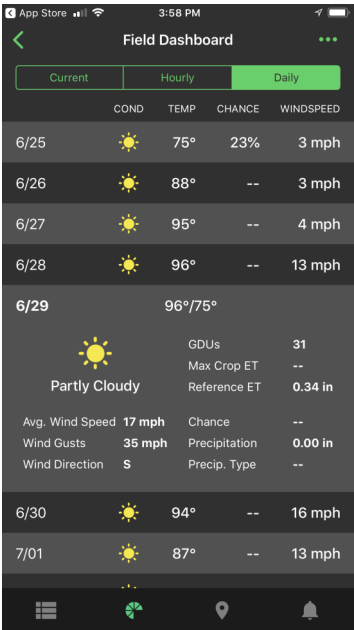 App Store 3:58 PM
Field Dashboard
Current Hourly Daily
COND TEMP CHANCE WINDSPEED
6/25 75° 23% 3 mph
6/26 88° -- 3 mph
6/27 95° -- 4 mph
6/28 96° -- 13 mph
6/29 96°/75°
Partly Cloudy
GDUs 31
Max Crop ET --
Reference ET 0.34 in
Avg. Wind Speed 17 mph Chance --
Wind Gusts 35 mph Precipitation 0.00 in
Wind Direction S Precip. Type --
6/30 94° -- 16 mph
7/01 87° -- 13 mph